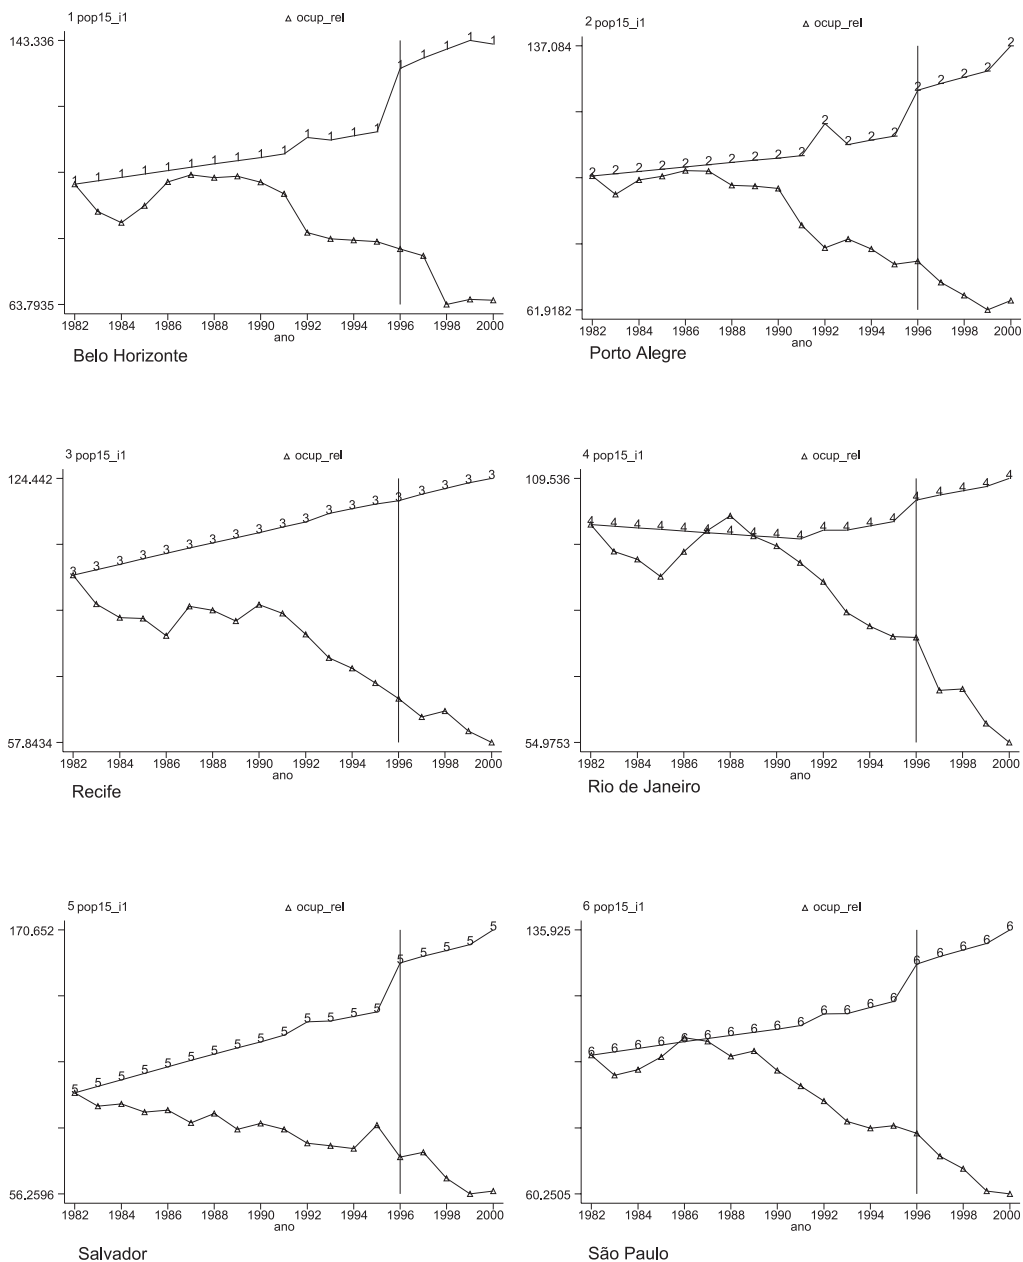 1 pop15_i1 ▵ ocup_rel
143.336
63.7935
1982 1984 1986 1988 1990 1992 1994 1996 1998 2000
ano
Belo Horizonte
2 pop15_i1 ▵ ocup_rel
137.084
61.9182
1982 1984 1986 1988 1990 1992 1994 1996 1998 2000
ano
Porto Alegre
3 pop15_i1 ▵ ocup_rel
124.442
57.8434
1982 1984 1986 1988 1990 1992 1994 1996 1998 2000
ano
Recife
4 pop15_i1 ▵ ocup_rel
109.536
54.9753
1982 1984 1986 1988 1990 1992 1994 1996 1998 2000
ano
Rio de Janeiro
5 pop15_i1 ▵ ocup_rel
170.652
56.2596
1982 1984 1986 1988 1990 1992 1994 1996 1998 2000
ano
Salvador
6 pop15_i1 ▵ ocup_rel
135.925
60.2505
1982 1984 1986 1988 1990 1992 1994 1996 1998 2000
ano
São Paulo